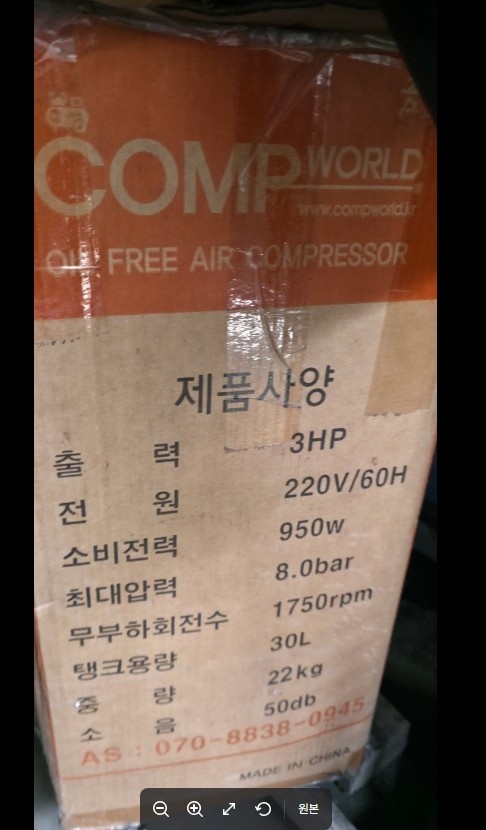 COMP WORLD
www.compworld.kr
OIL FREE AIR COMPRESSOR
제품사양
출 력 3HP
전 원 220V/60H
소비전력 950w
최대압력 8.0bar
무부하회전수 1750rpm
탱크용량 30L
중 량 22kg
소 음 50db
AS : 070-8838-0945
MADE IN CHINA
원본